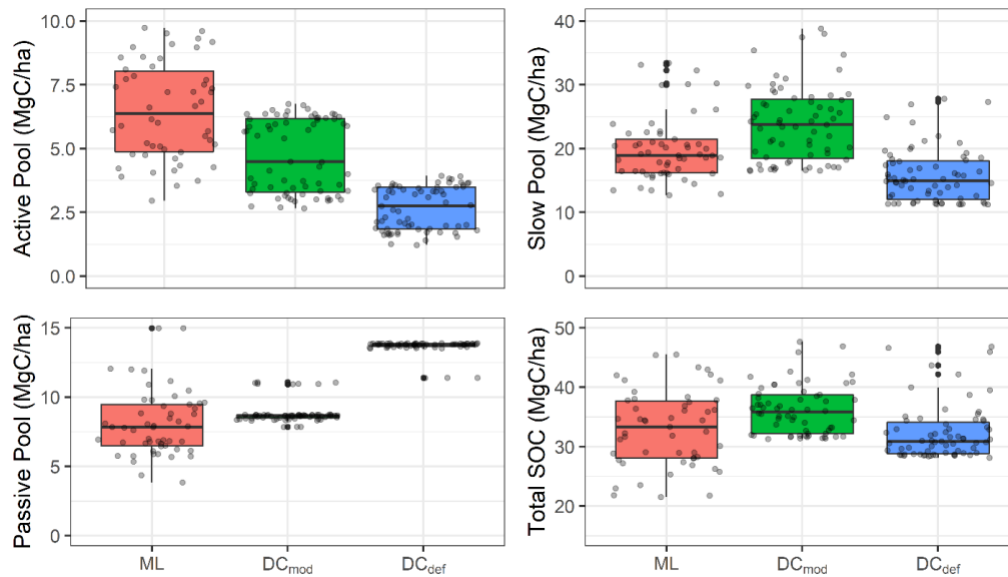 Active Pool (MgC/ha)
10.0
7.5
5.0
2.5
0.0
Slow Pool (MgC/ha)
40
30
20
10
0
Passive Pool (MgC/ha)
15
10
5
0
ML
DCmod
DCdef
Total SOC (MgC/ha)
50
40
30
20
ML
DCmod
DCdef